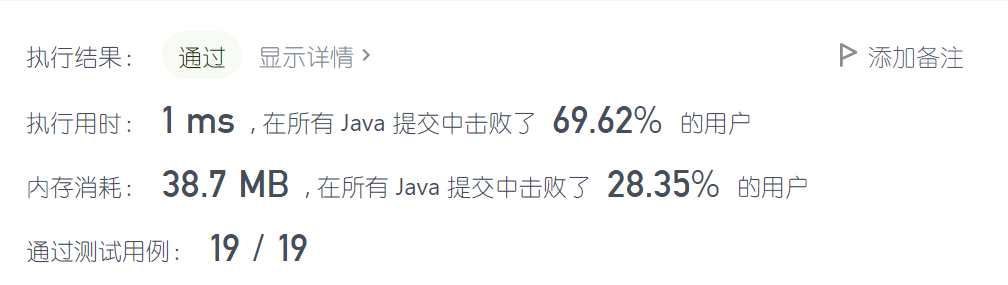 执行结果： 通过 显示详情 > 添加备注
执行用时： 1 ms , 在所有 Java 提交中击败了 69.62% 的用户
内存消耗： 38.7 MB , 在所有 Java 提交中击败了 28.35% 的用户
通过测试用例： 19 / 19